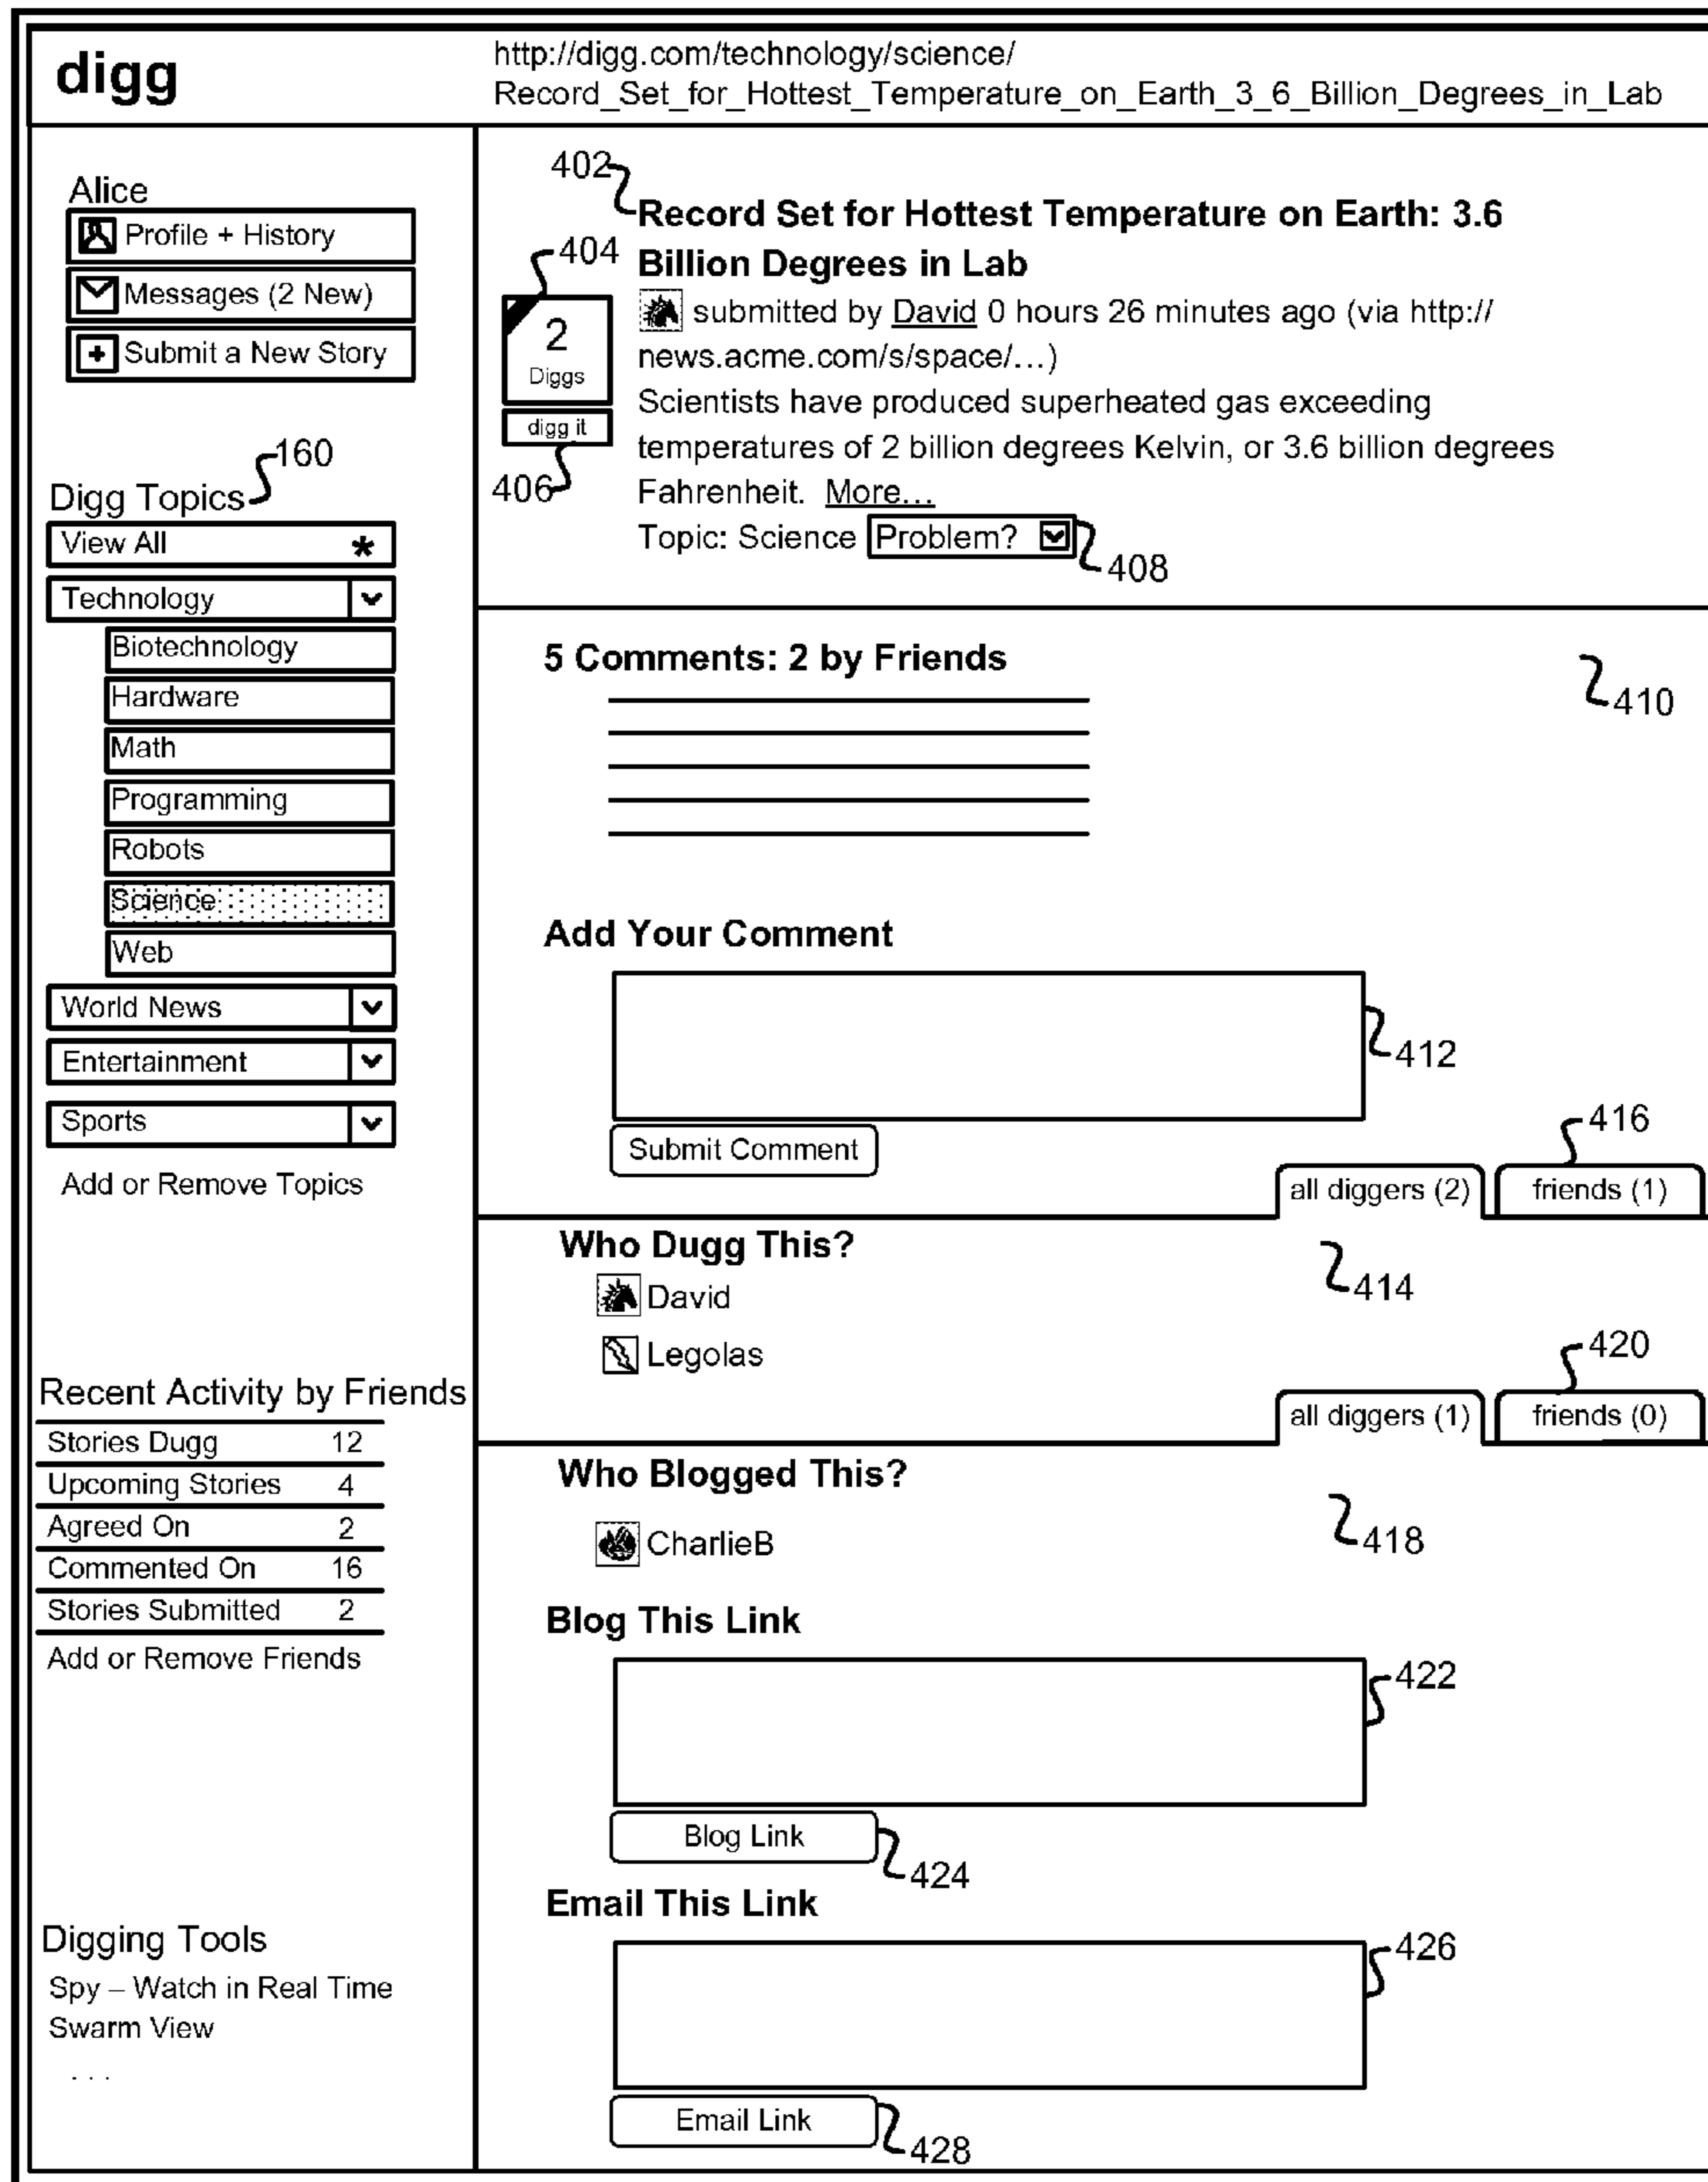 digg
http://digg.com/technology/science/
Record_Set_for_Hottest_Temperature_on_Earth_3_6_Billion_Degrees_in_Lab
Alice
Profile + History
Messages (2 New)
Submit a New Story
160
Digg Topics
View All *
Technology
Biotechnology
Hardware
Math
Programming
Robots
Science
Web
World News
Entertainment
Sports
Add or Remove Topics
Recent Activity by Friends
Stories Dugg 12
Upcoming Stories 4
Agreed On 2
Commented On 16
Stories Submitted 2
Add or Remove Friends
Digging Tools
Spy – Watch in Real Time
Swarm View
. . .
402
Record Set for Hottest Temperature on Earth: 3.6
Billion Degrees in Lab
404
2
Diggs
digg it
406
submitted by David 0 hours 26 minutes ago (via http://
news.acme.com/s/space/...)
Scientists have produced superheated gas exceeding
temperatures of 2 billion degrees Kelvin, or 3.6 billion degrees
Fahrenheit. More...
Topic: Science Problem?
408
5 Comments: 2 by Friends
410
Add Your Comment
412
Submit Comment
416
all diggers (2) friends (1)
Who Dugg This?
414
David
Legolas
420
all diggers (1) friends (0)
Who Blogged This?
418
CharlieB
Blog This Link
422
Blog Link
424
Email This Link
426
Email Link
428